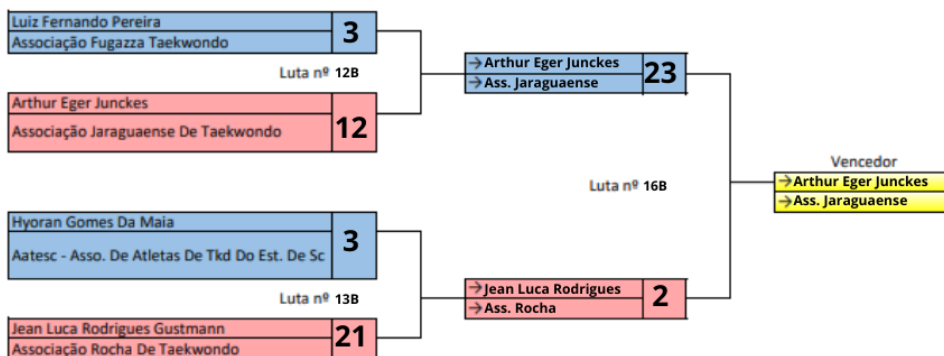 Luiz Fernando Pereira
Associação Fugazza Taekwondo
3
Luta nº 12B
Arthur Eger Junckes
Associação Jaraguaense De Taekwondo
12
→Arthur Eger Junckes
→Ass. Jaraguaense
23
Luta nº 16B
Vencedor
→Arthur Eger Junckes
→Ass. Jaraguaense
Hyoran Gomes Da Maia
Aatesc - Asso. De Atletas De Tkd Do Est. De Sc
3
Luta nº 13B
Jean Luca Rodrigues Gustmann
Associação Rocha De Taekwondo
21
→Jean Luca Rodrigues
→Ass. Rocha
2